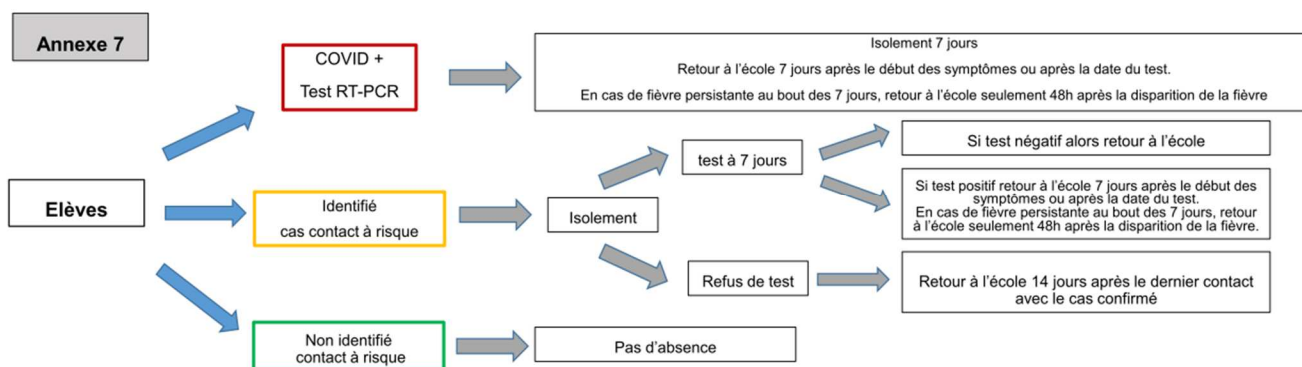 Annexe 7
COVID +
Test RT-PCR
Isolement 7 jours
Retour à l'école 7 jours après le début des symptômes ou après la date du test.
En cas de fièvre persistante au bout des 7 jours, retour à l'école seulement 48h après la disparition de la fièvre
Elèves
Identifié
cas contact à risque
Isolement
test à 7 jours
Si test négatif alors retour à l'école
Si test positif retour à l'école 7 jours après le début des
symptômes ou après la date du test.
En cas de fièvre persistante au bout des 7 jours, retour
à l'école seulement 48h après la disparition de la fièvre.
Refus de test
Retour à l'école 14 jours après le dernier contact
avec le cas confirmé
Non identifié
contact à risque
Pas d'absence